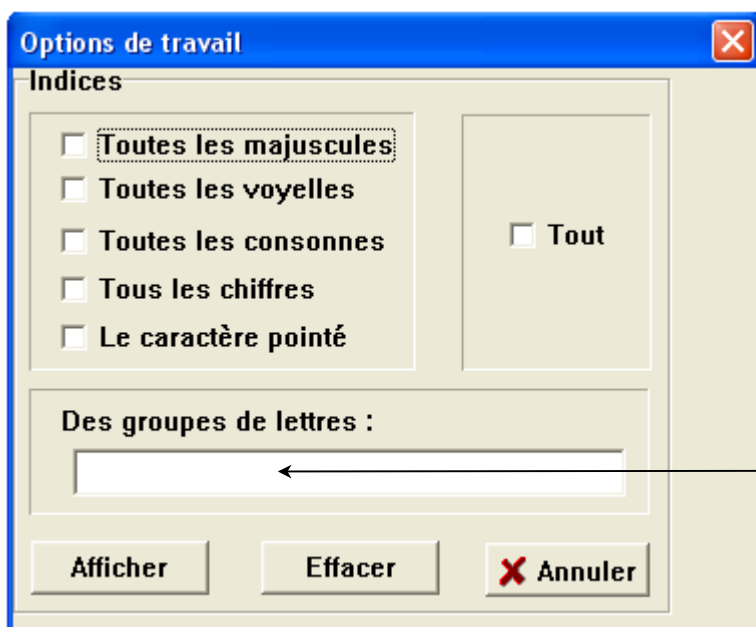 Options de travail
Indices
Toutes les majuscules
Toutes les voyelles
Toutes les consonnes
Tous les chiffres
Le caractère pointé
Tout
Des groupes de lettres :
Afficher Effacer Annuler